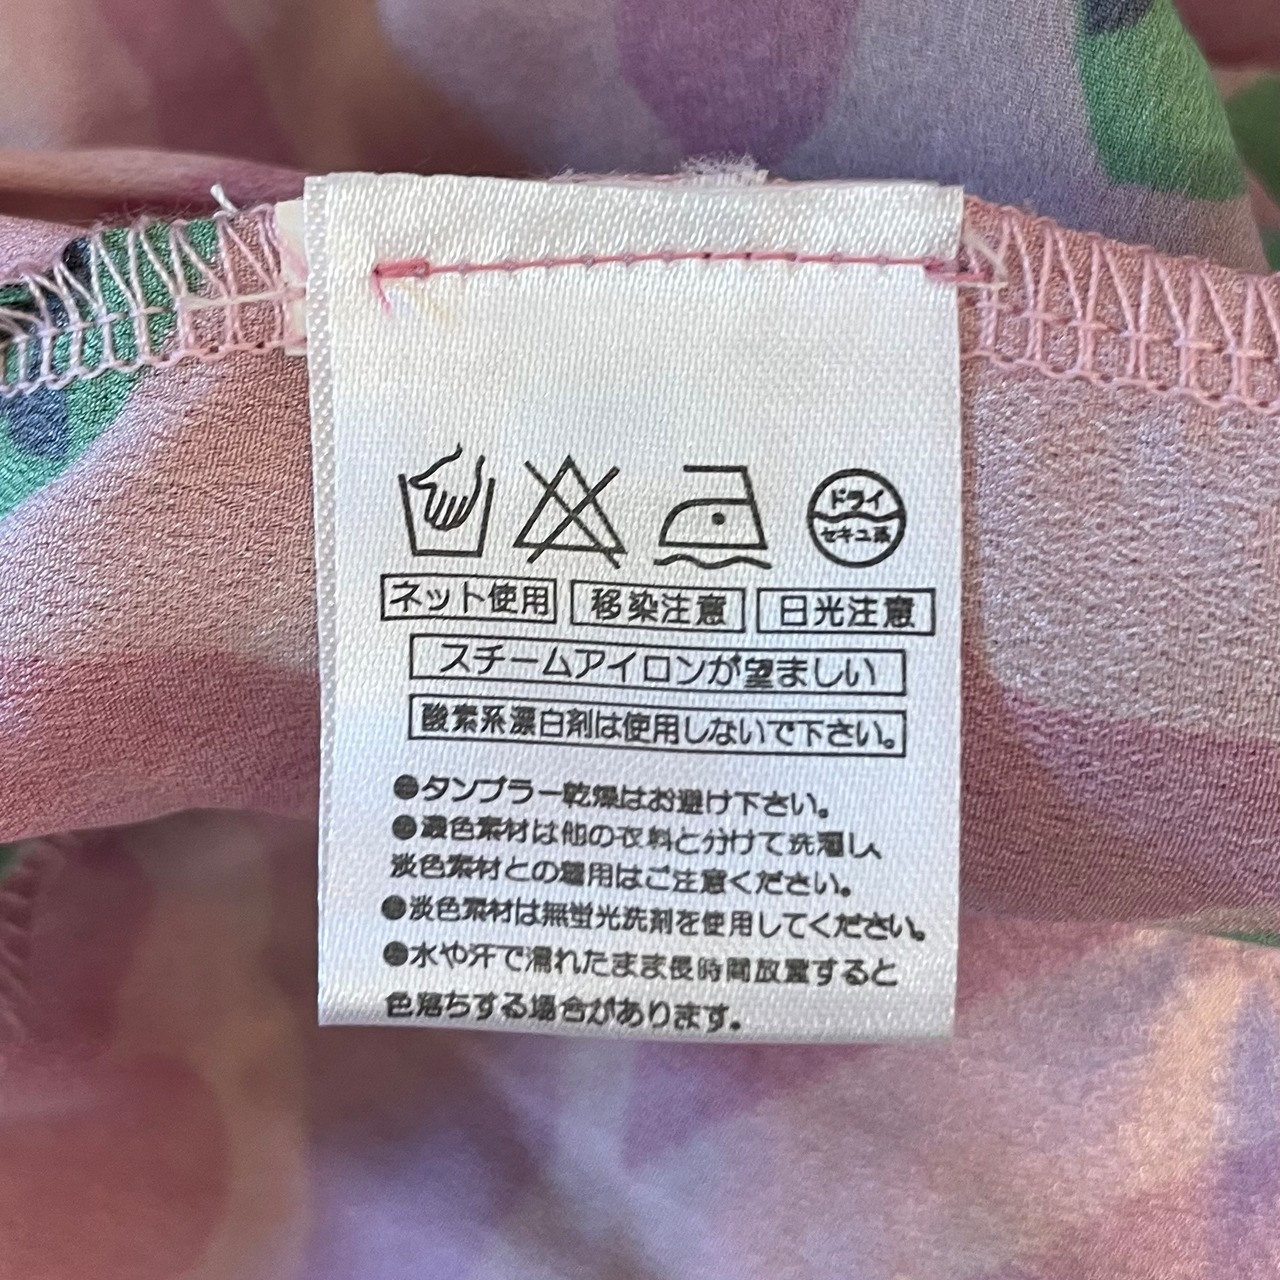 ドライ
セキユ系
ネット使用 移染注意 日光注意
スチームアイロンが望ましい
酸素系漂白剤は使用しないで下さい。
●タンブラー乾燥はお避け下さい。
●濃色素材は他の衣料と分けて洗濯し、
淡色素材との着用はご注意ください。
●淡色素材は無蛍光洗剤を使用してください。
●水や汗で濡れたまま長時間放置すると
色落ちする場合があります。